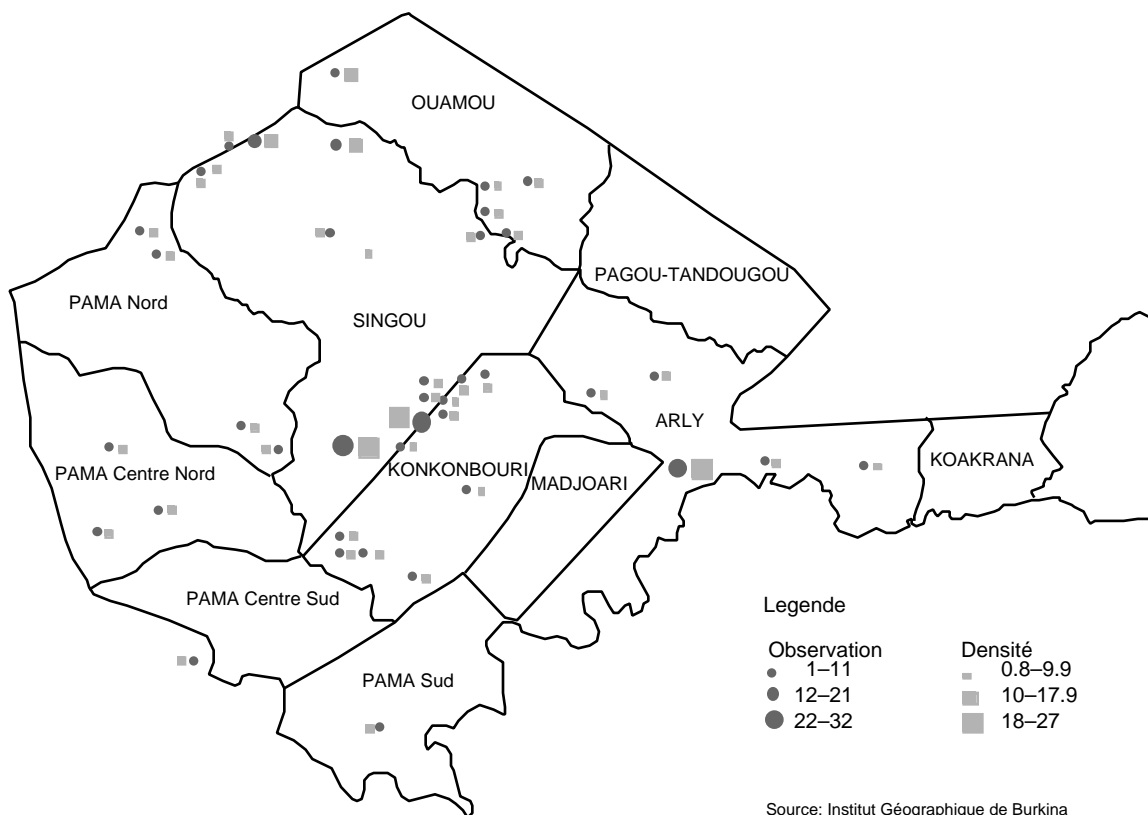 OUAMOU
PAGOU-TANDOUGOU
PAMA Nord
SINGOU
ARLY
PAMA Centre Nord
KONKONBOURI
MADJOARI
KOAKRANA
PAMA Centre Sud
PAMA Sud
Legende
Observation
1–11
12–21
22–32
Densité
0.8–9.9
10–17.9
18–27
Source: Institut Géographique de Burkina